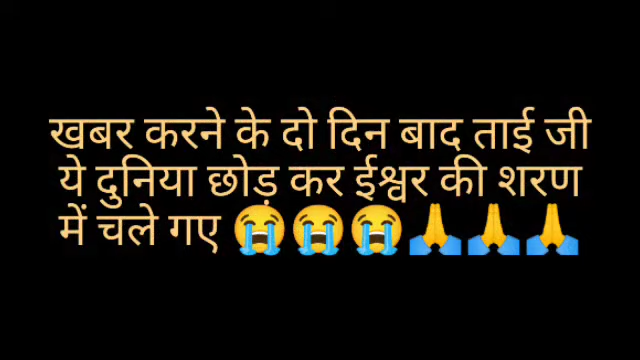 खबर करने के दो दिन बाद ताई जी
ये दुनिया छोड़ कर ईश्वर की शरण
में चले गए 😭😭😭🙏🙏🙏